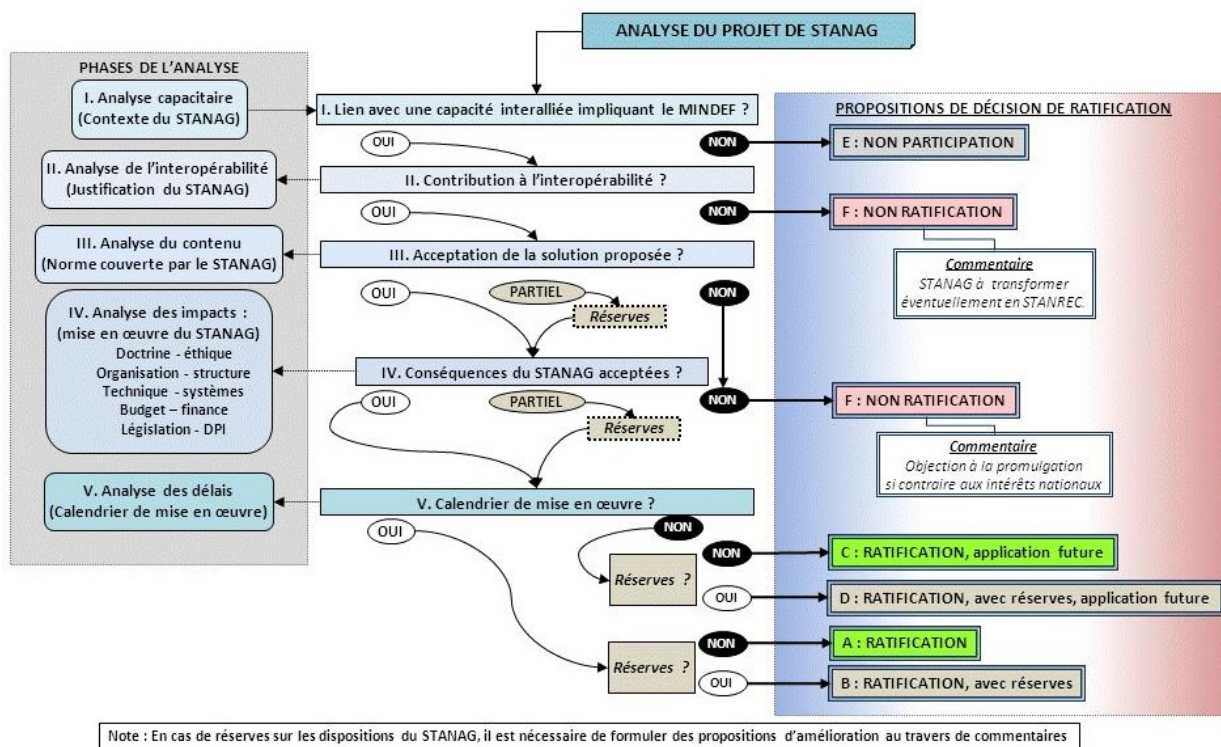 ANALYSE DU PROJET DE STANAG
PHASES DE L'ANALYSE
I. Analyse capacitaire
(Contexte du STANAG)
II. Analyse de l'interopérabilité
(Justification du STANAG)
III. Analyse du contenu
(Norme couverte par le STANAG)
IV. Analyse des impacts :
(mise en œuvre du STANAG)
Doctrine - éthique
Organisation - structure
Technique - systèmes
Budget – finance
Législation - DPI
V. Analyse des délais
(Calendrier de mise en œuvre)
I. Lien avec une capacité interalliée impliquant le MINDEF ?
OUI
NON
II. Contribution à l'interopérabilité ?
OUI
NON
III. Acceptation de la solution proposée ?
OUI
PARTIEL
NON
Réserves
IV. Conséquences du STANAG acceptées ?
OUI
PARTIEL
NON
Réserves
V. Calendrier de mise en œuvre ?
OUI
NON
Réserves ?
NON
OUI
Réserves ?
NON
OUI
PROPOSITIONS DE DÉCISION DE RATIFICATION
E : NON PARTICIPATION
F : NON RATIFICATION
Commentaire
STANAG à transformer
éventuellement en STANREC.
F : NON RATIFICATION
Commentaire
Objection à la promulgation
si contraire aux intérêts nationaux
C : RATIFICATION, application future
D : RATIFICATION, avec réserves, application future
A : RATIFICATION
B : RATIFICATION, avec réserves
Note : En cas de réserves sur les dispositions du STANAG, il est nécessaire de formuler des propositions d'amélioration au travers de commentaires